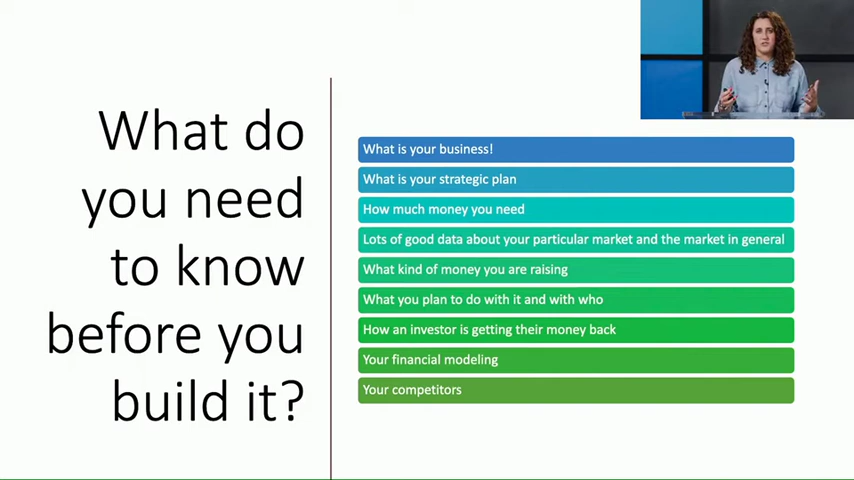 What do
you need
to know
before you
build it?
What is your business!
What is your strategic plan
How much money you need
Lots of good data about your particular market and the market in general
What kind of money you are raising
What you plan to do with it and with who
How an investor is getting their money back
Your financial modeling
Your competitors